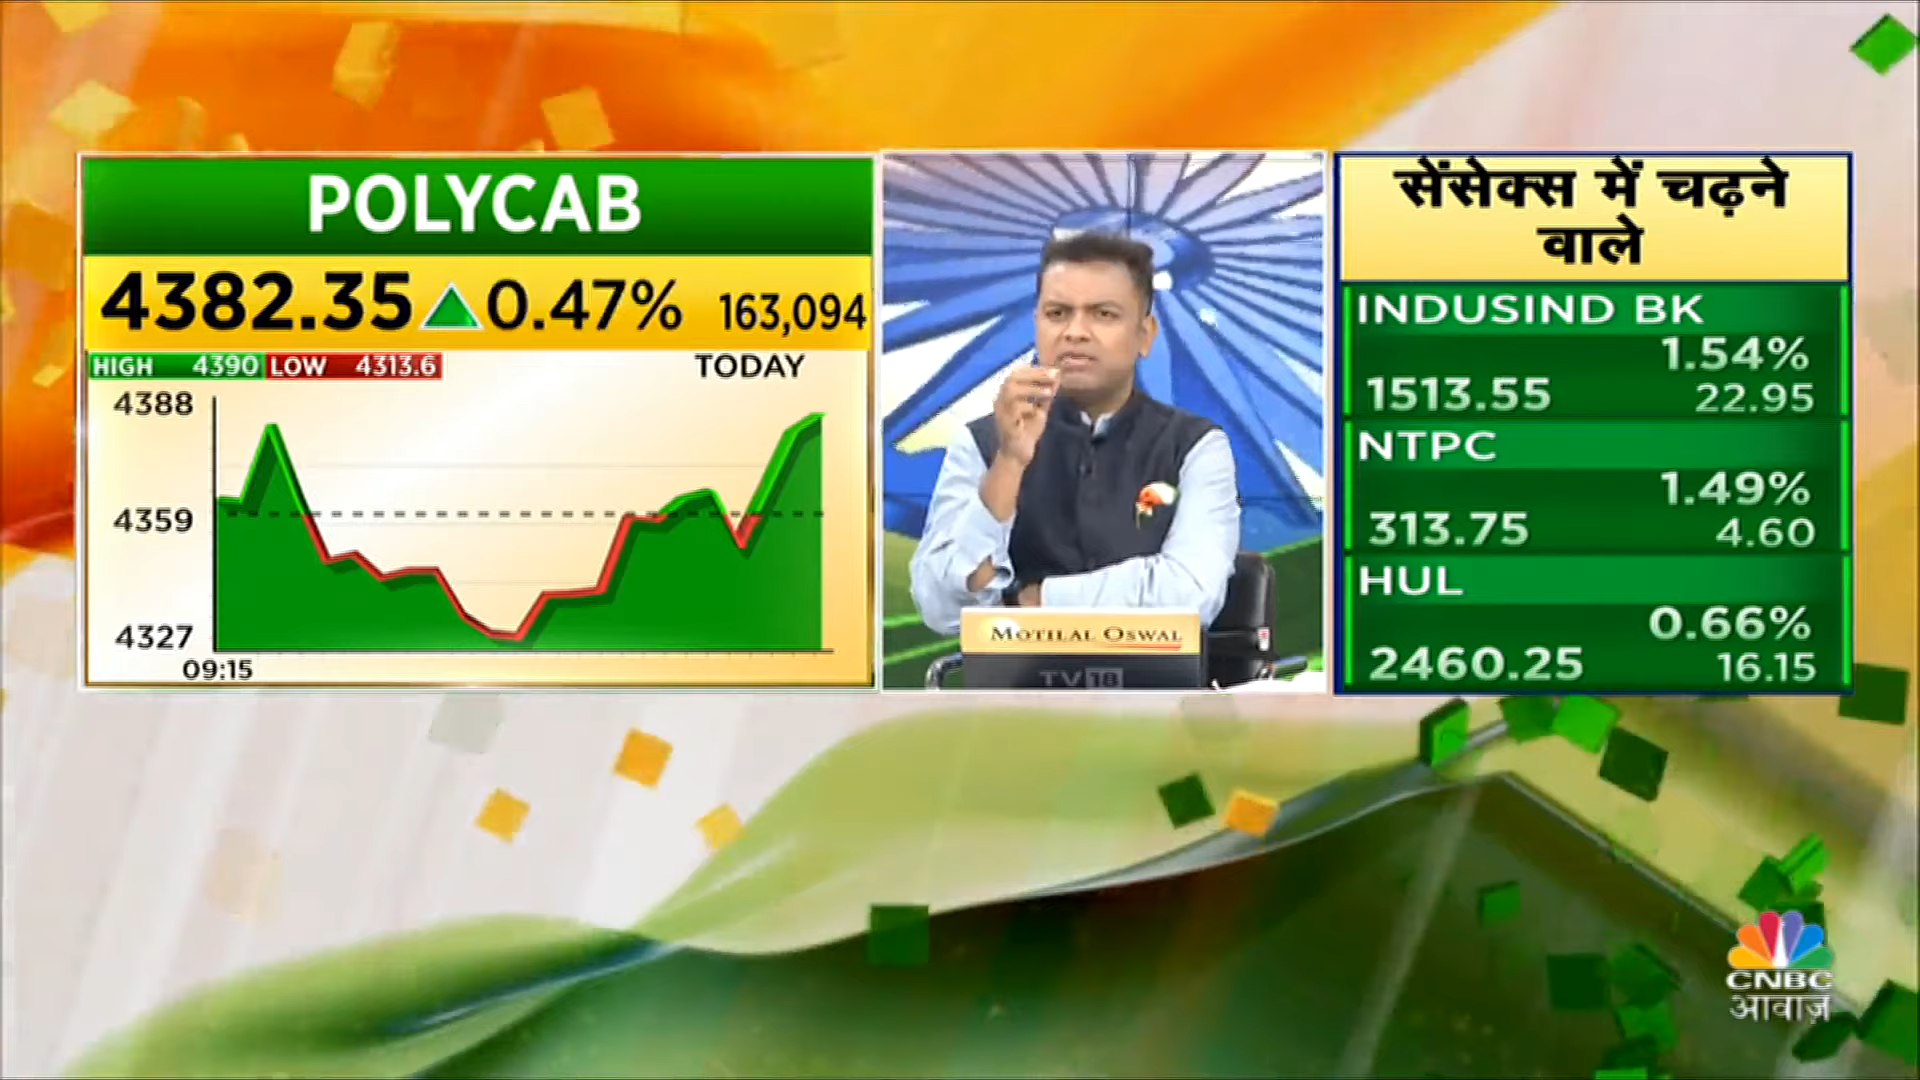 POLYCAB
4382.35 0.47% 163,094
HIGH 4390 LOW 4313.6 TODAY
4388
4359
4327
09:15
MOTILAL OSWAL
TV18
सेंसेक्स में चढ़ने
वाले
INDUSIND BK
1.54%
1513.55 22.95
NTPC
1.49%
313.75 4.60
HUL
0.66%
2460.25 16.15
CNBC
आवाज़